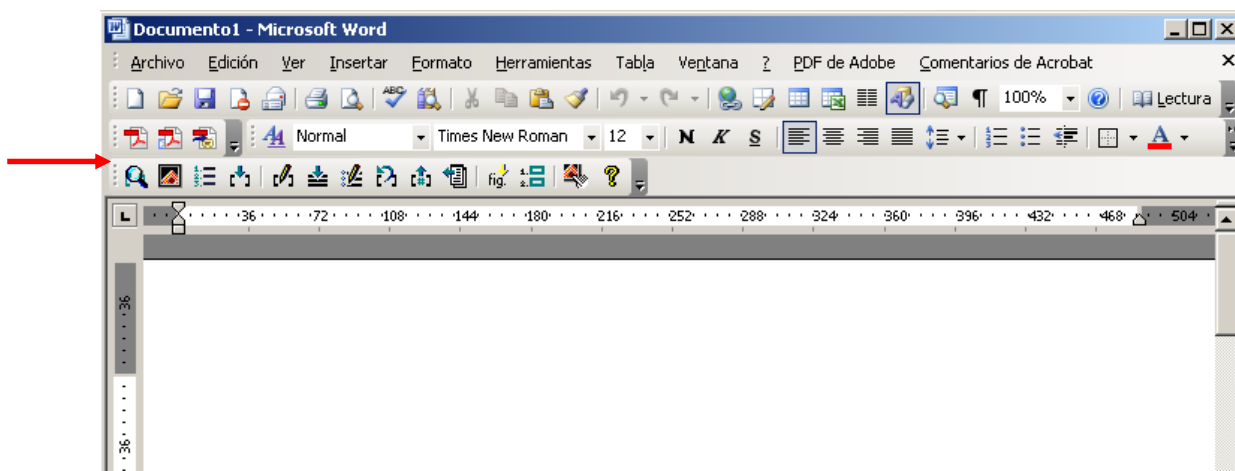 Documento1 - Microsoft Word
Archivo Edición Ver Insertar Formato Herramientas Tabla Ventana ? PDF de Adobe Comentarios de Acrobat
ABC 100% Lectura
Normal Times New Roman 12 N K S A
fig.
L 36 72 108 144 180 216 252 288 324 360 396 432 468 504
36
36